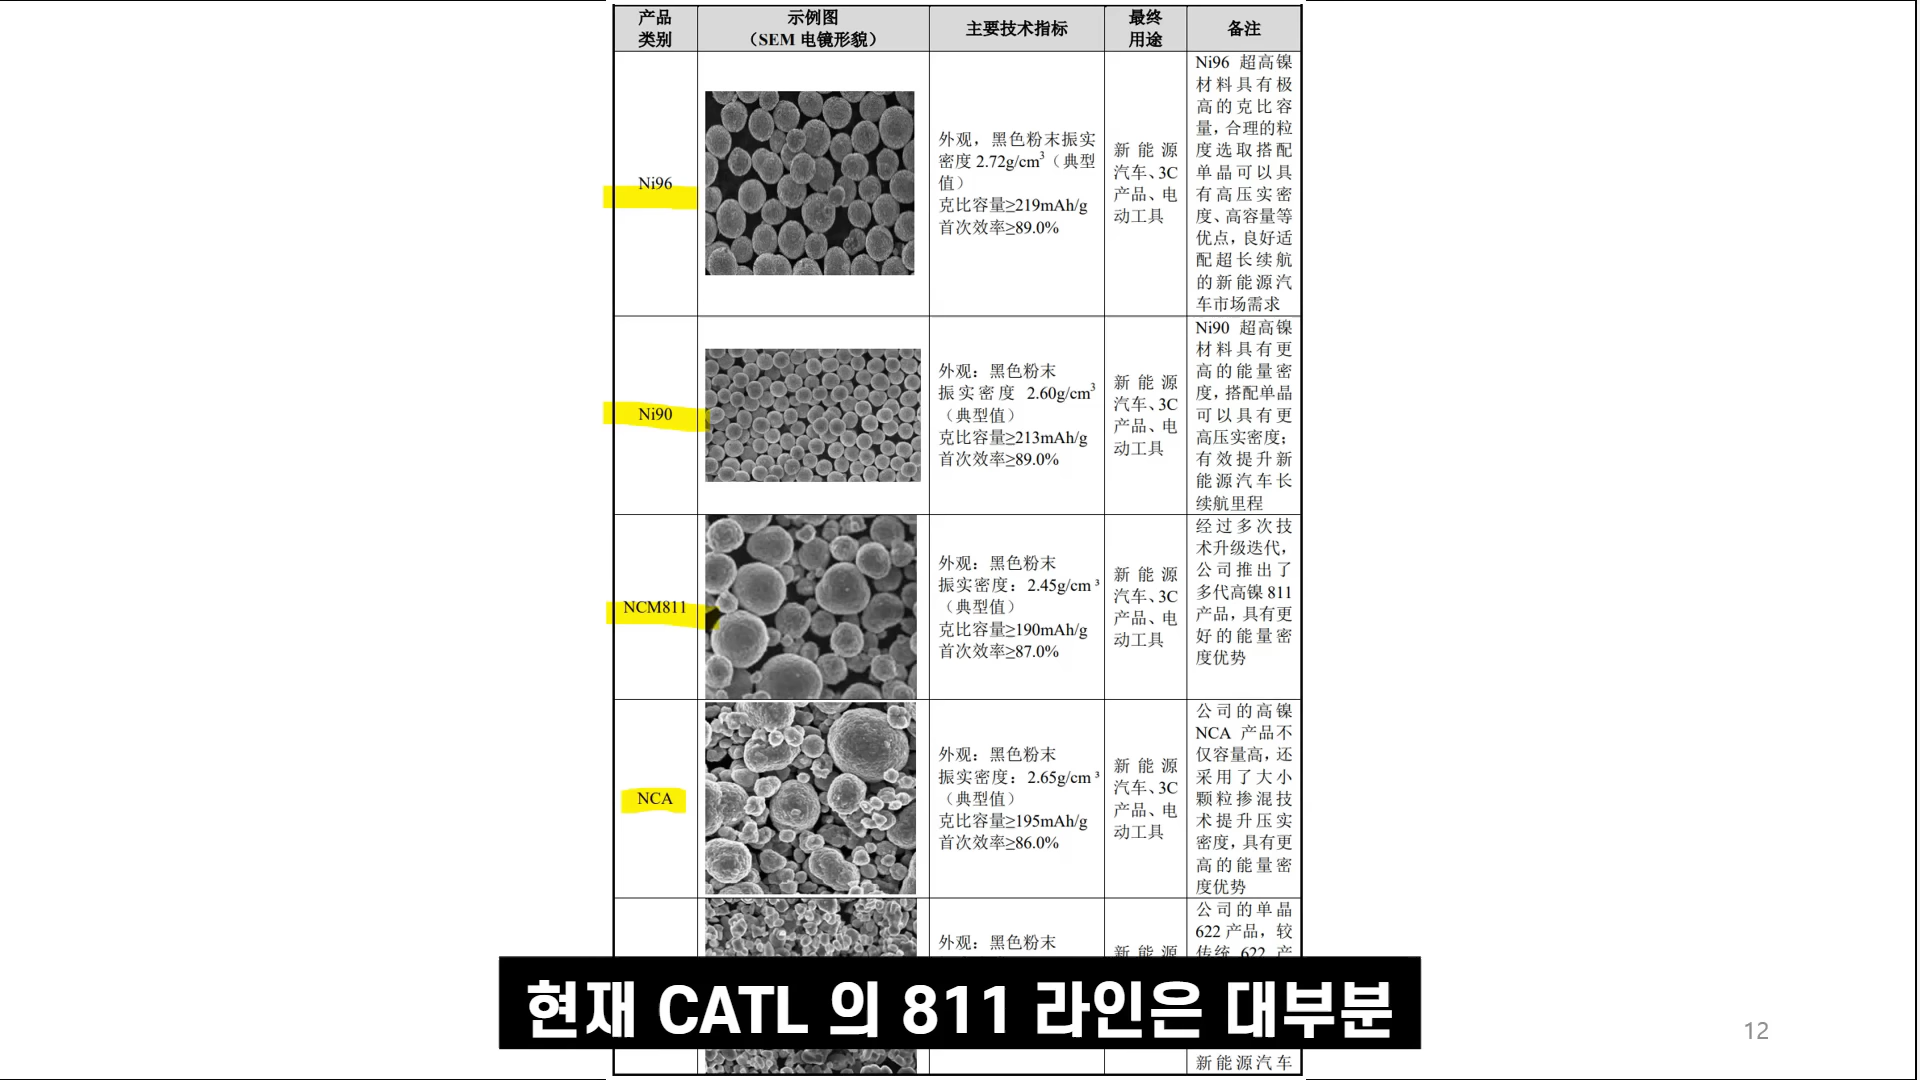 产品
类别
示例图
（SEM 电镜形貌）
主要技术指标
最终
用途
备注
Ni96
外观，黑色粉末振实
密度 2.72g/cm³（典型
值）
克比容量≥219mAh/g
首次效率≥89.0%
新能源
汽车、3C
产品、电
动工具
Ni96 超高镍
材料具有极
高的克比容
量，合理的粒
度选取搭配
单晶可以具
有高压实密
度、高容量等
优点，良好适
配超长续航
的新能源汽
车市场需求
Ni90
外观：黑色粉末
振实密度 2.60g/cm³
（典型值）
克比容量≥213mAh/g
首次效率≥89.0%
新能源
汽车、3C
产品、电
动工具
Ni90 超高镍
材料具有更
高的能量密
度，搭配单晶
可以具有更
高压实密度；
有效提升新
能源汽车长
续航里程
NCM811
外观：黑色粉末
振实密度：2.45g/cm³
（典型值）
克比容量≥190mAh/g
首次效率≥87.0%
新能源
汽车、3C
产品、电
动工具
经过多次技
术升级迭代，
公司推出了
多代高镍 811
产品，具有更
好的能量密
度优势
NCA
外观：黑色粉末
振实密度：2.65g/cm³
（典型值）
克比容量≥195mAh/g
首次效率≥86.0%
新能源
汽车、3C
产品、电
动工具
公司的高镍
NCA 产品不
仅容量高，还
采用了大小
颗粒掺混技
术提升压实
密度，具有更
高的能量密
度优势
外观：黑色粉末
新能源
公司的单晶
622 产品，较
传统 622 产
新能源汽车
현재 CATL 의 811 라인은 대부분
12